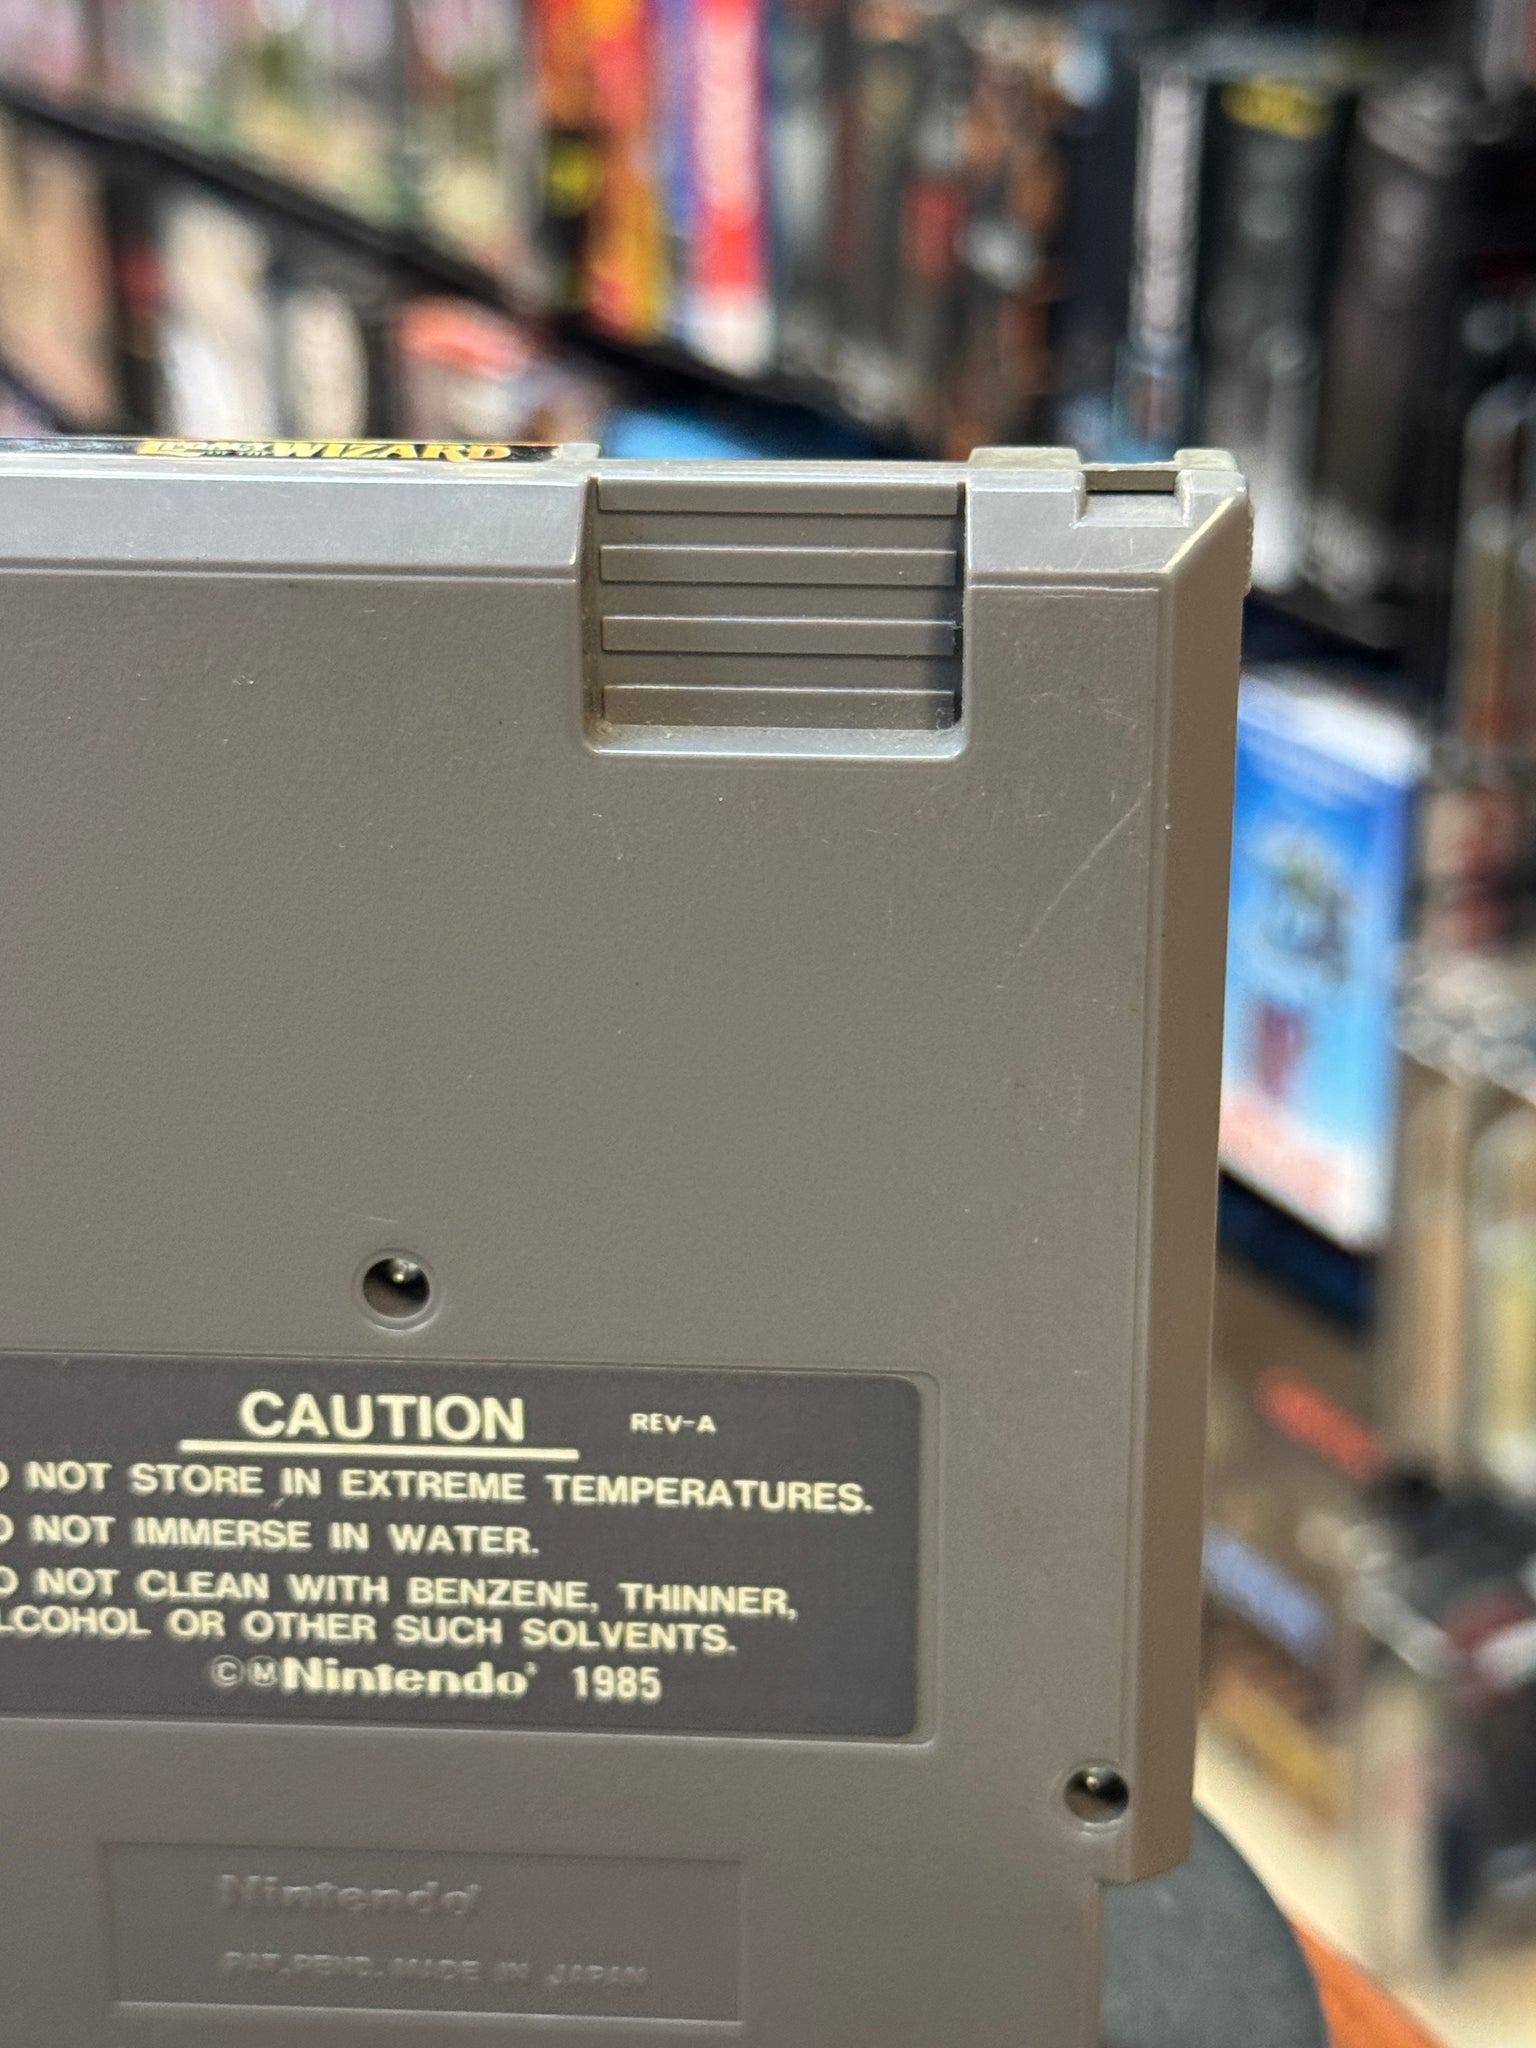 WIZARD
CAUTION REV-A
O NOT STORE IN EXTREME TEMPERATURES.
O NOT IMMERSE IN WATER.
O NOT CLEAN WITH BENZENE, THINNER,
LCOHOL OR OTHER SUCH SOLVENTS.
©Ⓜ Nintendo® 1985
Nintendo®
PAT.PEND. MADE IN JAPAN